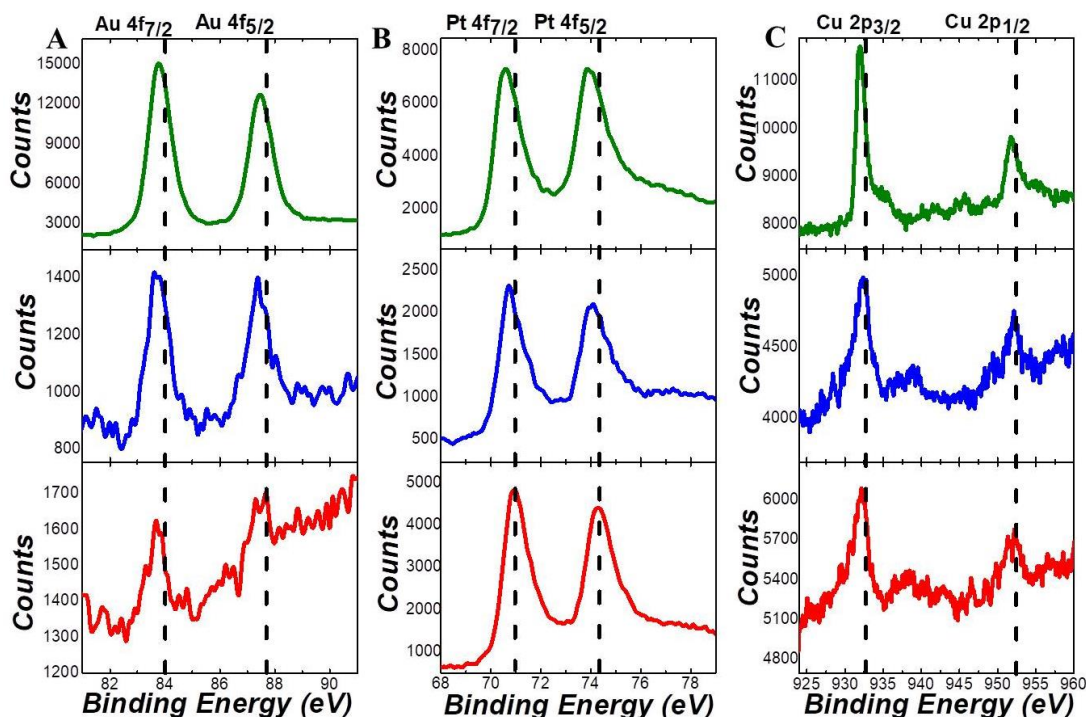 A
Au 4f7/2
Au 4f5/2
Counts
15000
12000
9000
6000
3000
Counts
1400
1200
1000
800
Counts
1700
1600
1500
1400
1300
1200
82
84
86
88
90
Binding Energy (eV)
B
Pt 4f7/2
Pt 4f5/2
Counts
8000
6000
4000
2000
Counts
2500
2000
1500
1000
500
Counts
5000
4000
3000
2000
1000
68
70
72
74
76
78
Binding Energy (eV)
C
Cu 2p3/2
Cu 2p1/2
Counts
11000
10000
9000
8000
Counts
5000
4500
4000
Counts
6000
5700
5400
5100
4800
925
930
935
940
945
950
955
960
Binding Energy (eV)